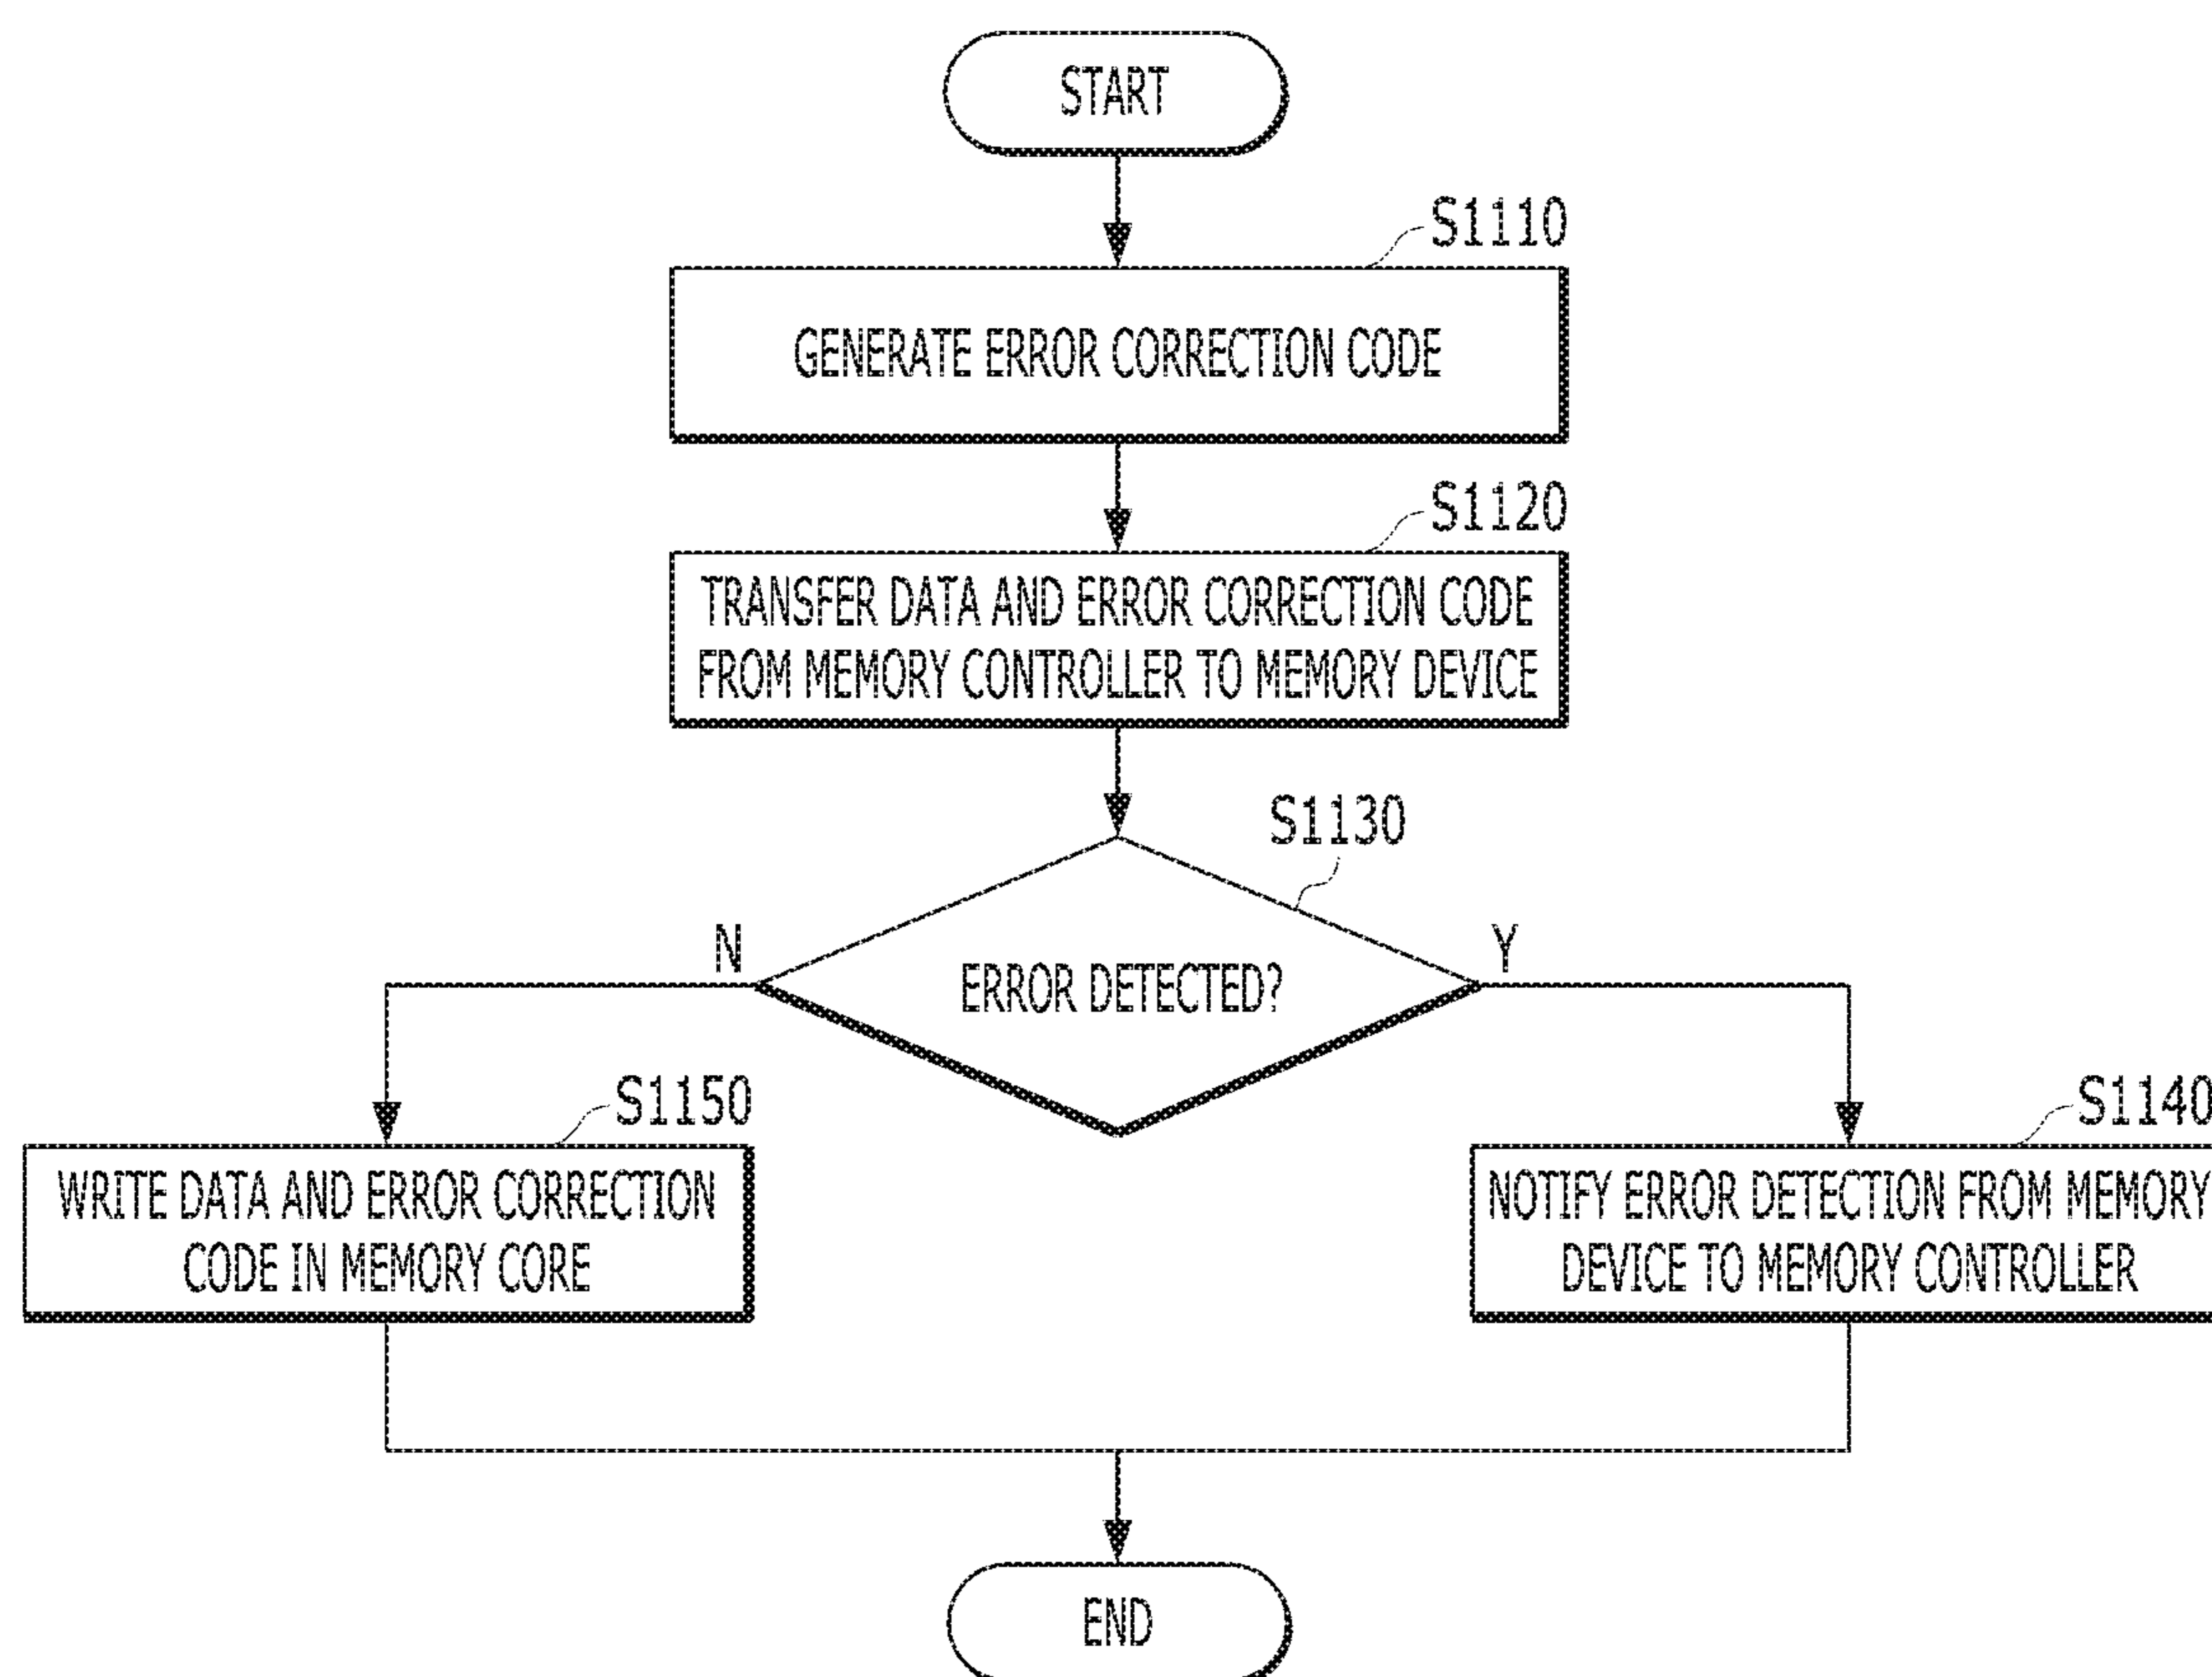 START
S1110
GENERATE ERROR CORRECTION CODE
S1120
TRANSFER DATA AND ERROR CORRECTION CODE
FROM MEMORY CONTROLLER TO MEMORY DEVICE
S1130
N
Y
ERROR DETECTED?
S1150
S1140
WRITE DATA AND ERROR CORRECTION
CODE IN MEMORY CORE
NOTIFY ERROR DETECTION FROM MEMORY
DEVICE TO MEMORY CONTROLLER
END